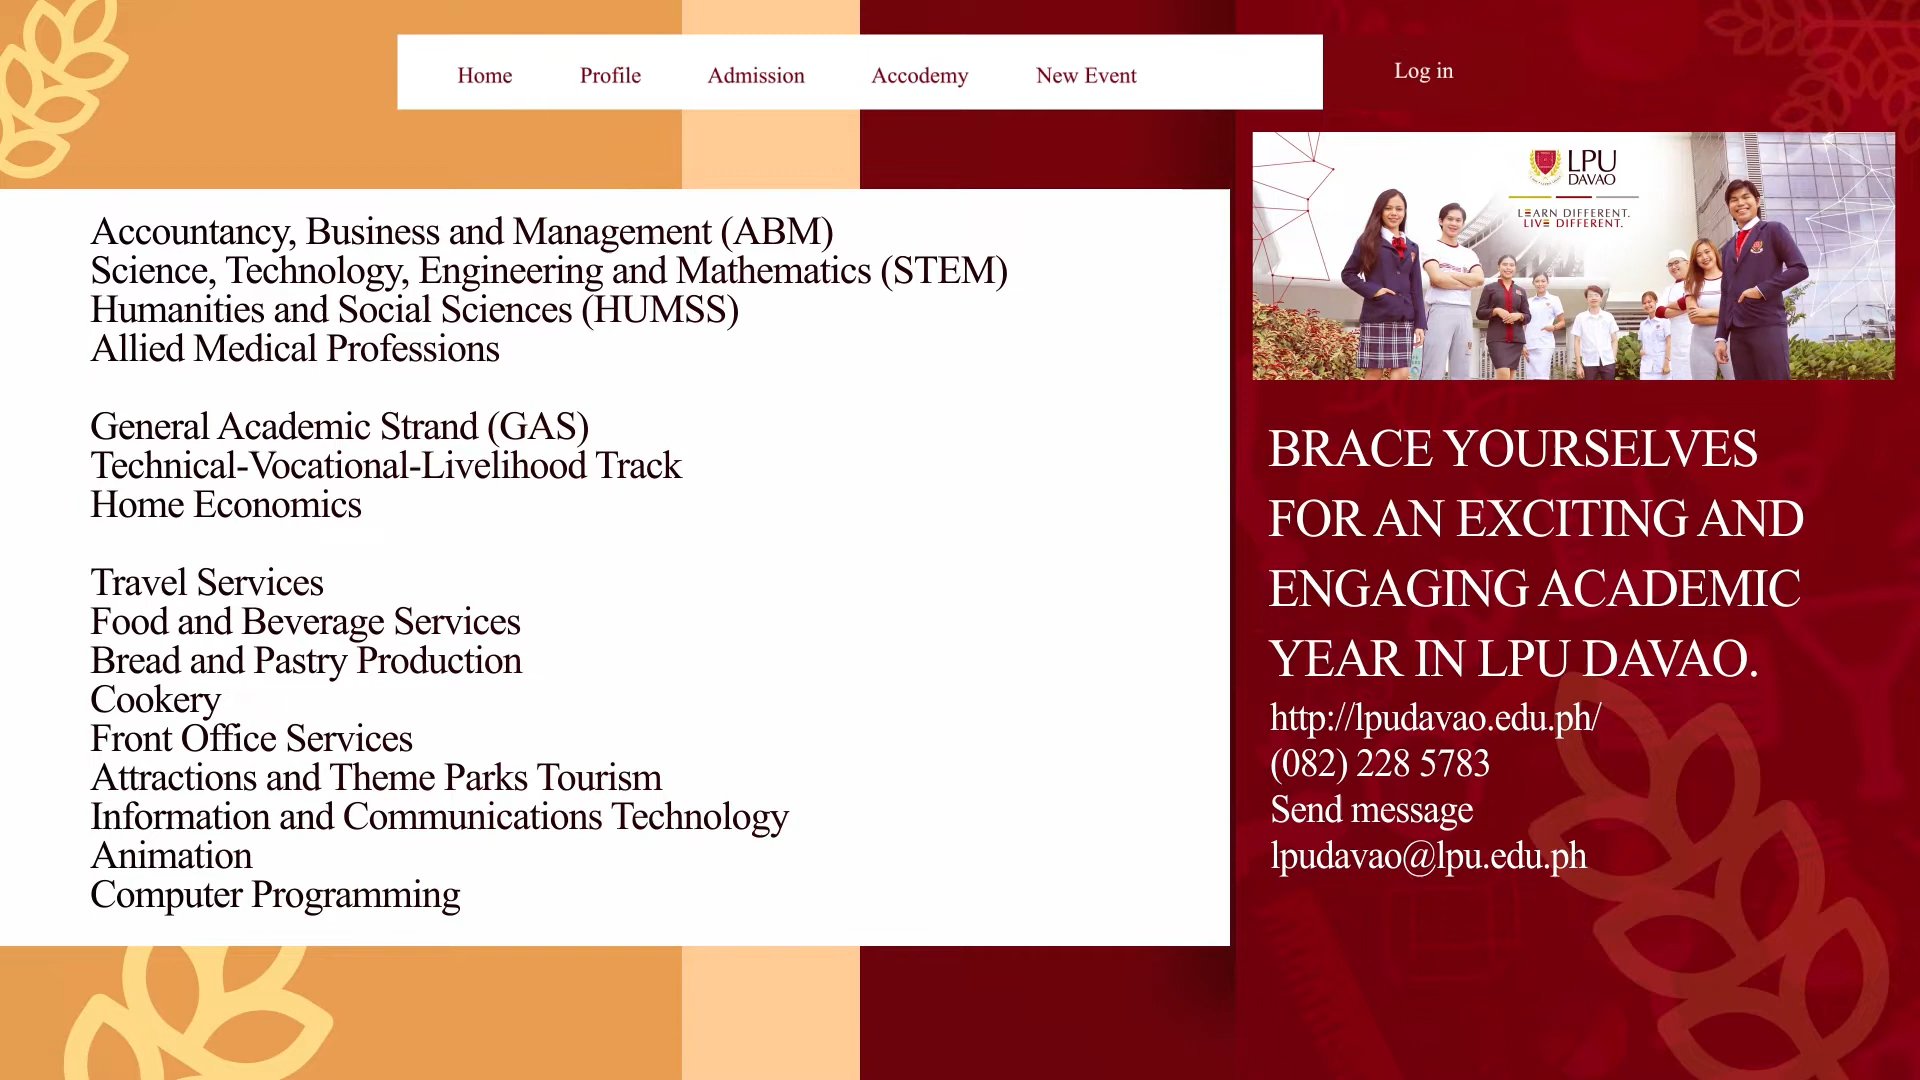 Home Profile Admission Accodemy New Event Log in
Accountancy, Business and Management (ABM)
Science, Technology, Engineering and Mathematics (STEM)
Humanities and Social Sciences (HUMSS)
Allied Medical Professions
General Academic Strand (GAS)
Technical-Vocational-Livelihood Track
Home Economics
Travel Services
Food and Beverage Services
Bread and Pastry Production
Cookery
Front Office Services
Attractions and Theme Parks Tourism
Information and Communications Technology
Animation
Computer Programming
LPU
DAVAO
LEARN DIFFERENT.
LIVE DIFFERENT.
BRACE YOURSELVES
FOR AN EXCITING AND
ENGAGING ACADEMIC
YEAR IN LPU DAVAO.
http://lpudavao.edu.ph/
(082) 228 5783
Send message
lpudavao@lpu.edu.ph